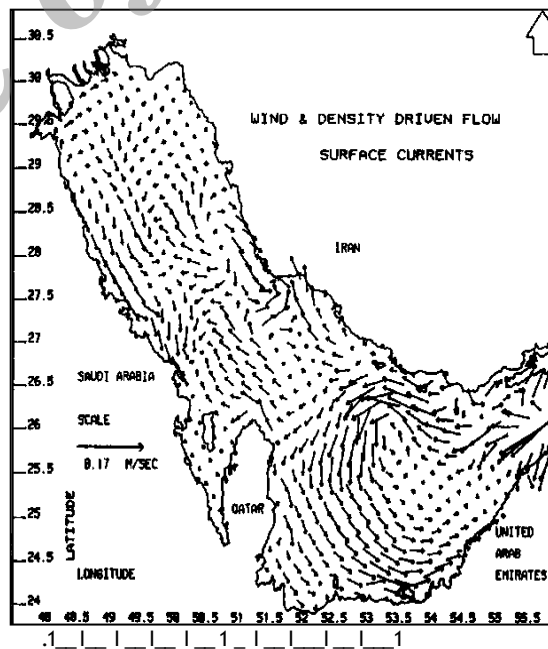 30.5
30
WIND & DENSITY DRIVEN FLOW
29.5
SURFACE CURRENTS
29
28.5
IRAN
28
27.5
27
SAUDI ARABIA
26.5
SCALE
26
0.17 M/SEC
25.5
QATAR
25
UNITED
ARAB
EMIRATES
24.5
LATITUDE
LONGITUDE
24
48 48.5 49 49.5 50 50.5 51 51.5 52 52.5 53 53.5 54 54.5 55 55.5